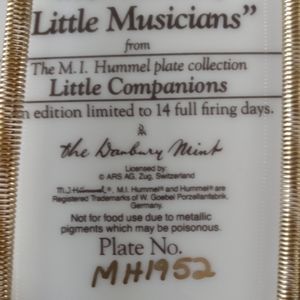 Little Musicians”
from
The M.I. Hummel plate collection
Little Companions
an edition limited to 14 full firing days.
the Danbury Mint
Licensed by
© ARS AG, Zug, Switzerland
M.J. Hummel ®, M.I. Hummel® and Hummel® are
Registered Trademarks of W. Goebel Porzellanfabrik,
Germany.
Not for food use due to metallic
pigments which may be poisonous.
Plate No.
MH1952